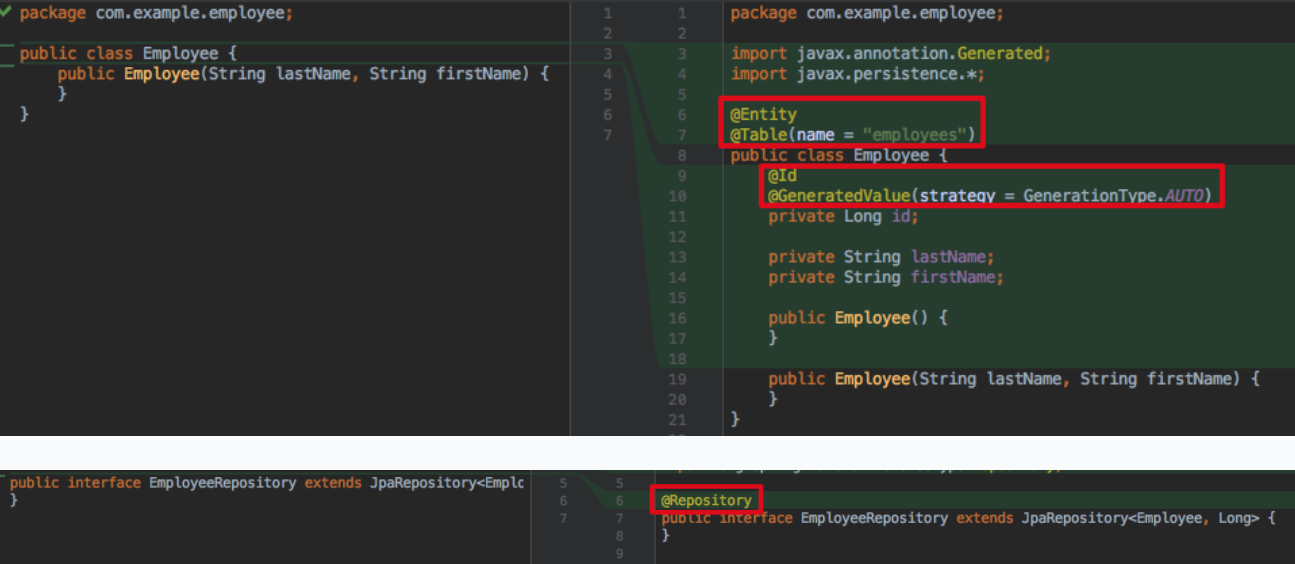 package com.example.employee;
public class Employee {
public Employee(String lastName, String firstName) {
}
}
1
2
3
4
5
6
7
1
2
3
4
5
6
7
8
9
10
11
12
13
14
15
16
17
18
19
20
21
package com.example.employee;
import javax.annotation.Generated;
import javax.persistence.*;
@Entity
@Table(name = "employees")
public class Employee {
@Id
@GeneratedValue(strategy = GenerationType.AUTO)
private Long id;
private String lastName;
private String firstName;
public Employee() {
}
public Employee(String lastName, String firstName) {
}
}
public interface EmployeeRepository extends JpaRepository<Emplc
}
5
6
7
5
6
7
8
9
@Repository
public interface EmployeeRepository extends JpaRepository<Employee, Long> {
}